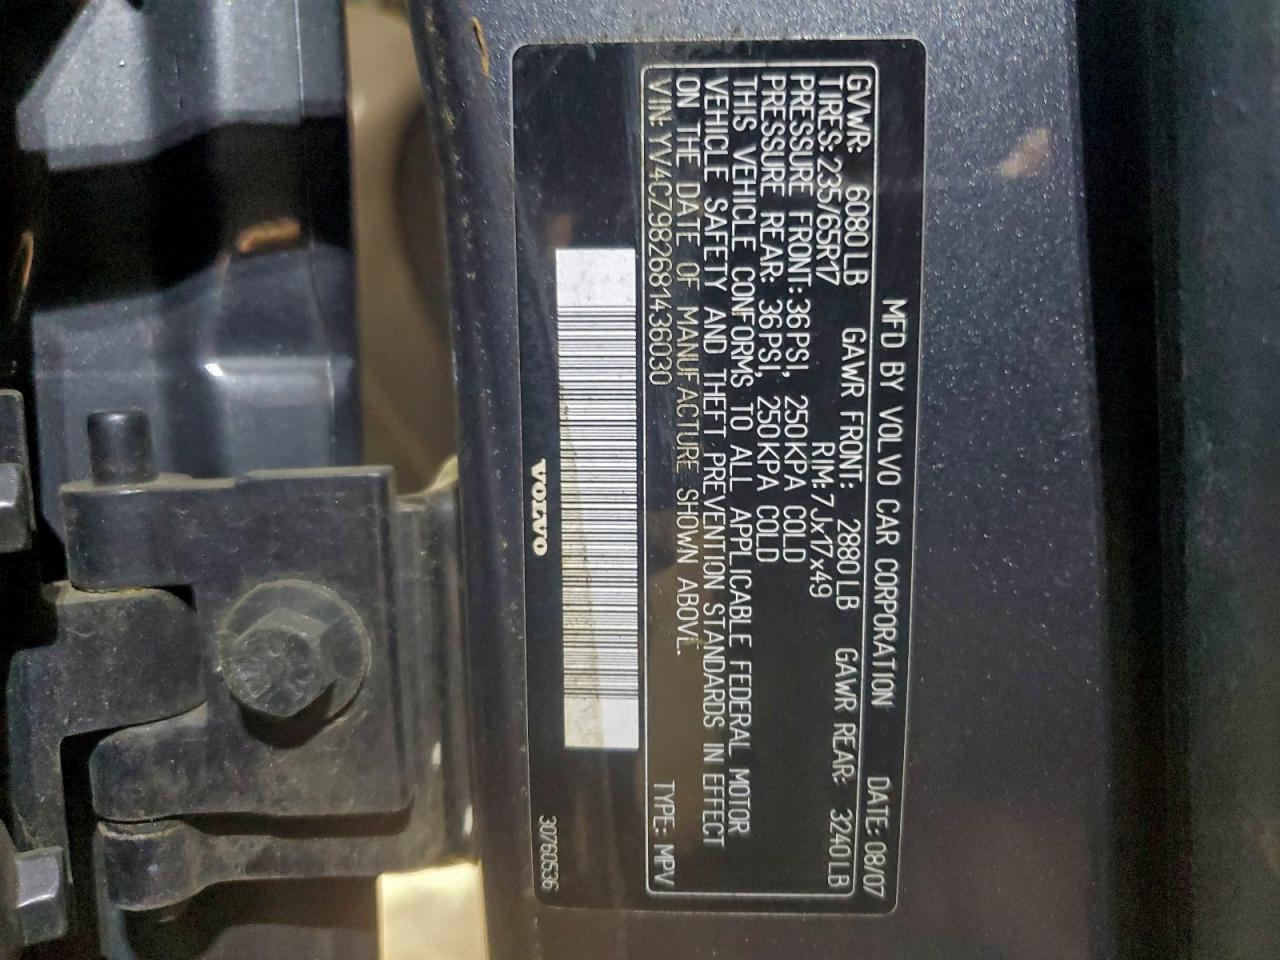 MFD BY VOLVO CAR CORPORATION DATE: 08/07
GVWR: 6080LB GAWR FRONT: 2880LB GAWR REAR: 3240LB
TIRES: 235/65R17 RIM: 7Jx17x49
PRESSURE FRONT: 36PSI, 250KPA COLD
PRESSURE REAR: 36PSI, 250KPA COLD
THIS VEHICLE CONFORMS TO ALL APPLICABLE FEDERAL MOTOR
VEHICLE SAFETY AND THEFT PREVENTION STANDARDS IN EFFECT
ON THE DATE OF MANUFACTURE SHOWN ABOVE.
VIN: YV4CZ982681436030 TYPE: MPV
VOLVO
30760536